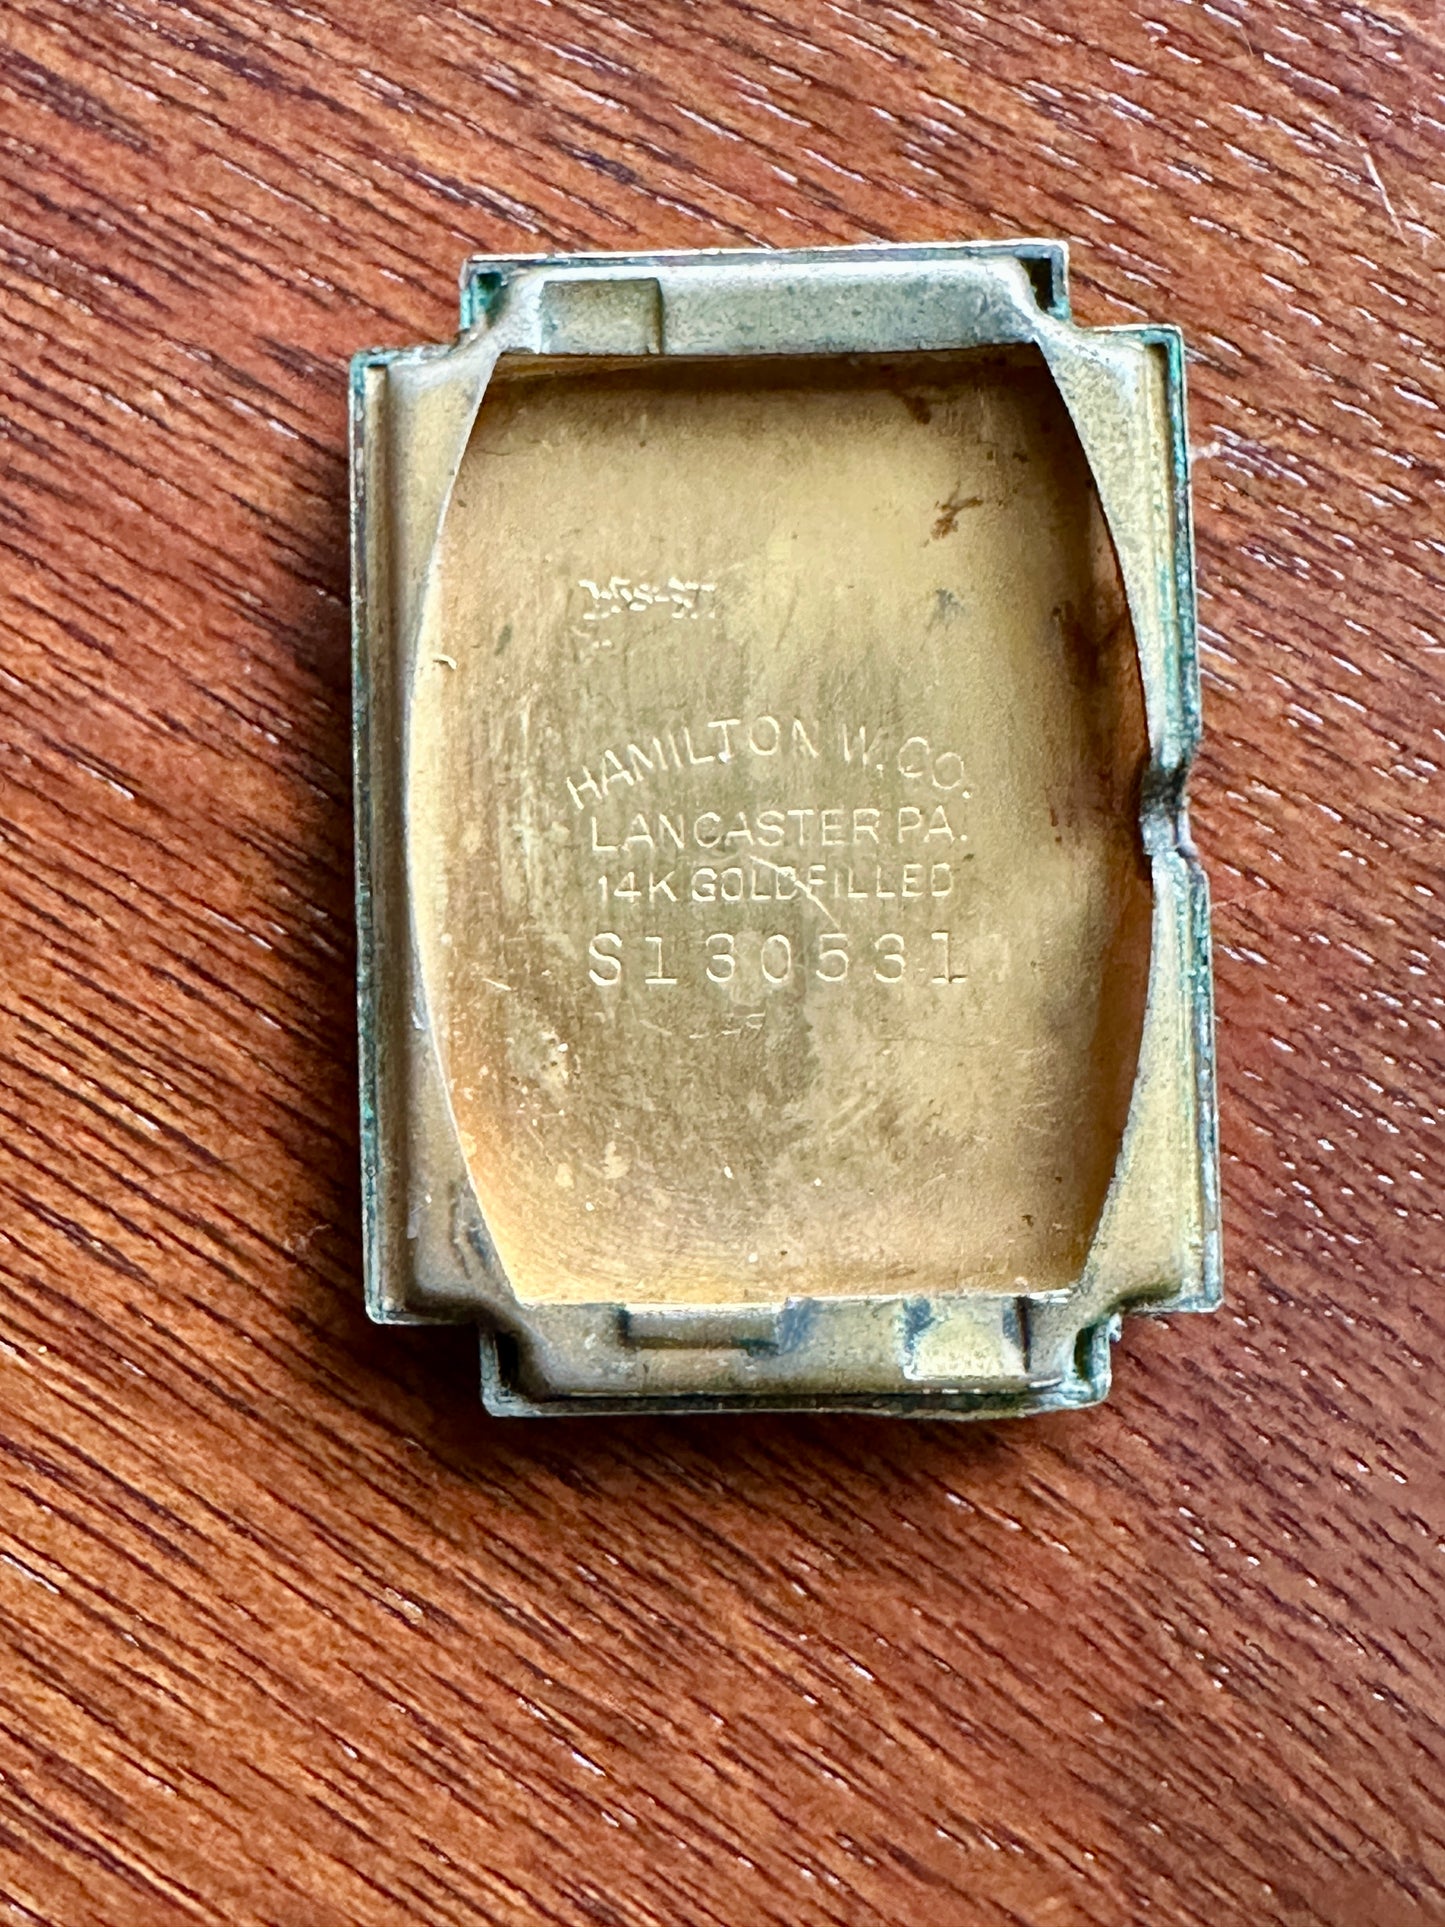 HAMILTON W. CO.
LANCASTER PA.
14K GOLD FILLED
S130531